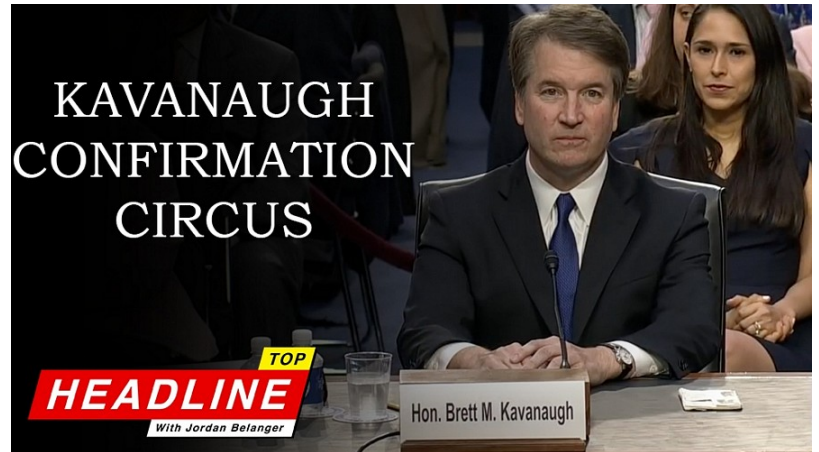 KAVANAUGH
CONFIRMATION
CIRCUS
TOP
HEADLINE
With Jordan Belanger
Hon. Brett M. Kavanaugh